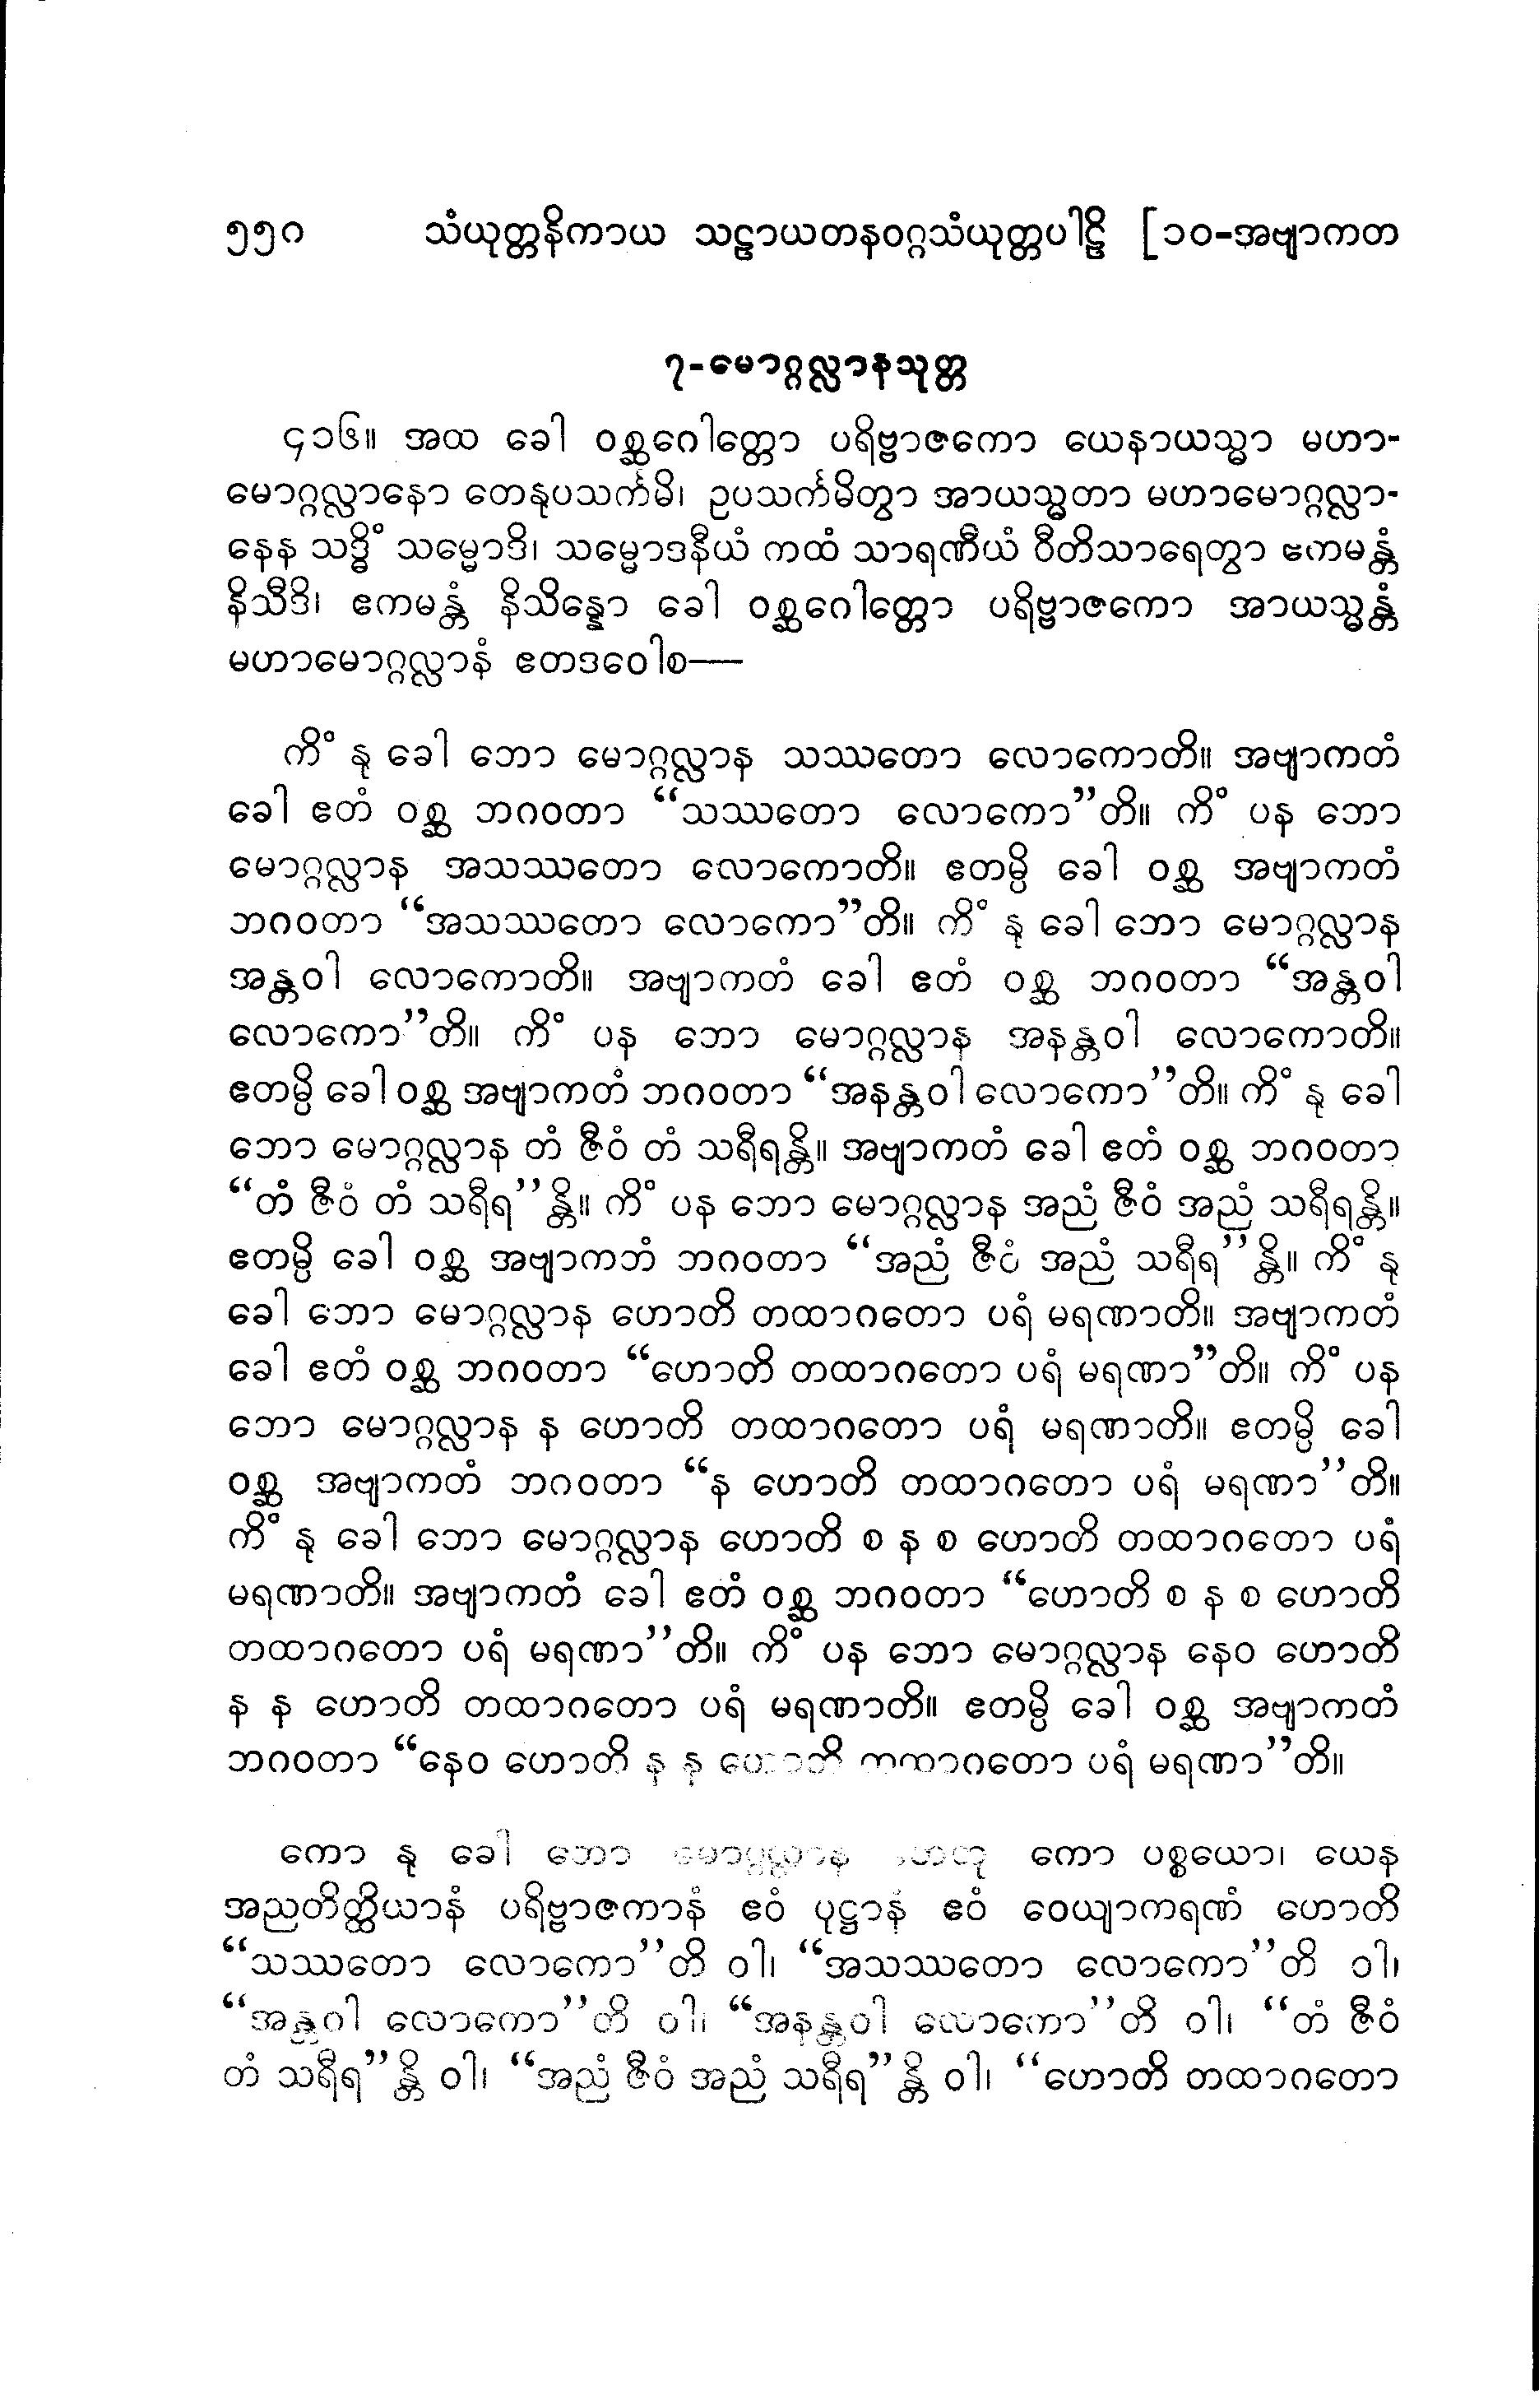 ၅၅ဂ သံယုတ္တနိကာယ သဠာယတနဝဂ္ဂသံယုတ္တပါဠိ [၁၀-အဗျာကတ
၇-မောဂ္ဂလ္လာနသုတ္တ
၄၁၆။ အထ ခေါ ဝစ္ဆဂေါတ္တော ပရိဗ္ဗာဇကော ယေနာယသ္မာ မဟာ-
မောဂ္ဂလ္လာနော တေနုပသင်္ကမိ၊ ဥပသင်္ကမိတွာ အာယသ္မတာ မဟာမောဂ္ဂလ္လာ-
နေန သဒ္ဓိံ သမ္မောဒိ၊ သမ္မောဒနီယံ ကထံ သာရဏီယံ ဝီတိသာရေတွာ ဧကမန္တံ
နိသီဒိ၊ ဧကမန္တံ နိသိန္နော ခေါ ဝစ္ဆဂေါတ္တော ပရိဗ္ဗာဇကော အာယသ္မန္တံ
မဟာမောဂ္ဂလ္လာနံ ဧတဒဝေါစ—
ကိံ နု ခေါ ဘော မောဂ္ဂလ္လာန သဿတော လောကောတိ။ အဗျာကတံ
ခေါ ဧတံ ဝစ္ဆ ဘဂဝတာ “သဿတော လောကော”တိ။ ကိံ ပန ဘော
မောဂ္ဂလ္လာန အသဿတော လောကောတိ။ ဧတမ္ပိ ခေါ ဝစ္ဆ အဗျာကတံ
ဘဂဝတာ “အသဿတော လောကော”တိ။ ကိံ နု ခေါ ဘော မောဂ္ဂလ္လာန
အန္တဝါ လောကောတိ။ အဗျာကတံ ခေါ ဧတံ ဝစ္ဆ ဘဂဝတာ “အန္တဝါ
လောကော”တိ။ ကိံ ပန ဘော မောဂ္ဂလ္လာန အနန္တဝါ လောကောတိ။
ဧတမ္ပိ ခေါ ဝစ္ဆ အဗျာကတံ ဘဂဝတာ “အနန္တဝါ လောကော”တိ။ ကိံ နု ခေါ
ဘော မောဂ္ဂလ္လာန တံ ဇီဝံ တံ သရီရန္တိ။ အဗျာကတံ ခေါ ဧတံ ဝစ္ဆ ဘဂဝတာ
“တံ ဇီဝံ တံ သရီရ”န္တိ။ ကိံ ပန ဘော မောဂ္ဂလ္လာန အညံ ဇီဝံ အညံ သရီရန္တိ။
ဧတမ္ပိ ခေါ ဝစ္ဆ အဗျာကဘံ ဘဂဝတာ “အညံ ဇီဝံ အညံ သရီရ”န္တိ။ ကိံ နု
ခေါ ဘော မောဂ္ဂလ္လာန ဟောတိ တထာဂတော ပရံ မရဏာတိ။ အဗျာကတံ
ခေါ ဧတံ ဝစ္ဆ ဘဂဝတာ “ဟောတိ တထာဂတော ပရံ မရဏာ”တိ။ ကိံ ပန
ဘော မောဂ္ဂလ္လာန န ဟောတိ တထာဂတော ပရံ မရဏာတိ။ ဧတမ္ပိ ခေါ
ဝစ္ဆ အဗျာကတံ ဘဂဝတာ “န ဟောတိ တထာဂတော ပရံ မရဏာ”တိ။
ကိံ နု ခေါ ဘော မောဂ္ဂလ္လာန ဟောတိ စ န စ ဟောတိ တထာဂတော ပရံ
မရဏာတိ။ အဗျာကတံ ခေါ ဧတံ ဝစ္ဆ ဘဂဝတာ “ဟောတိ စ န စ ဟောတိ
တထာဂတော ပရံ မရဏာ”တိ။ ကိံ ပန ဘော မောဂ္ဂလ္လာန နေဝ ဟောတိ
န န ဟောတိ တထာဂတော ပရံ မရဏာတိ။ ဧတမ္ပိ ခေါ ဝစ္ဆ အဗျာကတံ
ဘဂဝတာ “နေဝ ဟောတိ န န ဟောတိ တထာဂတော ပရံ မရဏာ”တိ။
ကော နု ခေါ ဘော မောဂ္ဂလ္လာန ဟေတု ကော ပစ္စယော၊ ယေန
အညတိတ္ထိယာနံ ပရိဗ္ဗာဇကာနံ ဧဝံ ပုဋ္ဌာနံ ဧဝံ ဝေယျာကရဏံ ဟောတိ
“သဿတော လောကော”တိ ဝါ၊ “အသဿတော လောကော”တိ ဝါ၊
“အန္တဝါ လောကော”တိ ဝါ၊ “အနန္တဝါ လောကော”တိ ဝါ၊ “တံ ဇီဝံ
တံ သရီရ”န္တိ ဝါ၊ “အညံ ဇီဝံ အညံ သရီရ”န္တိ ဝါ၊ “ဟောတိ တထာဂတော